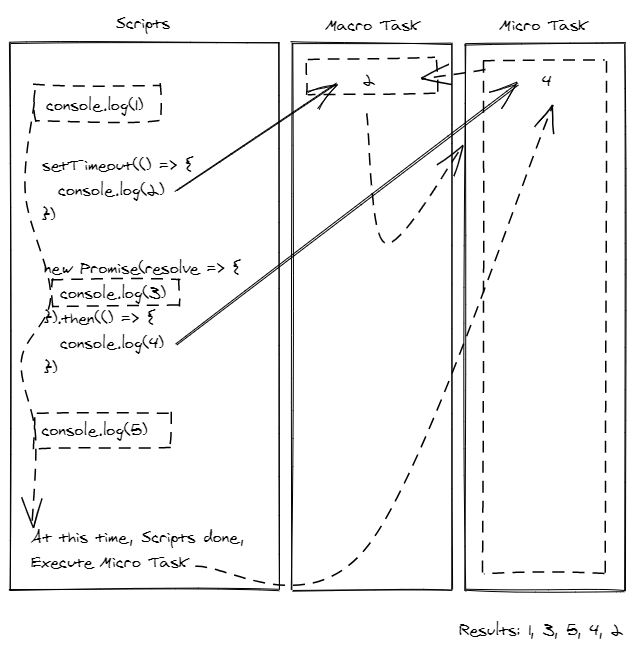 Scripts
Macro Task
Micro Task
console.log(1)
setTimeout(() => {
console.log(2)
})
new Promise(resolve => {
console.log(3)
}).then(() => {
console.log(4)
})
console.log(5)
At this time, Scripts done,
Execute Micro Task
2
4
Results: 1, 3, 5, 4, 2